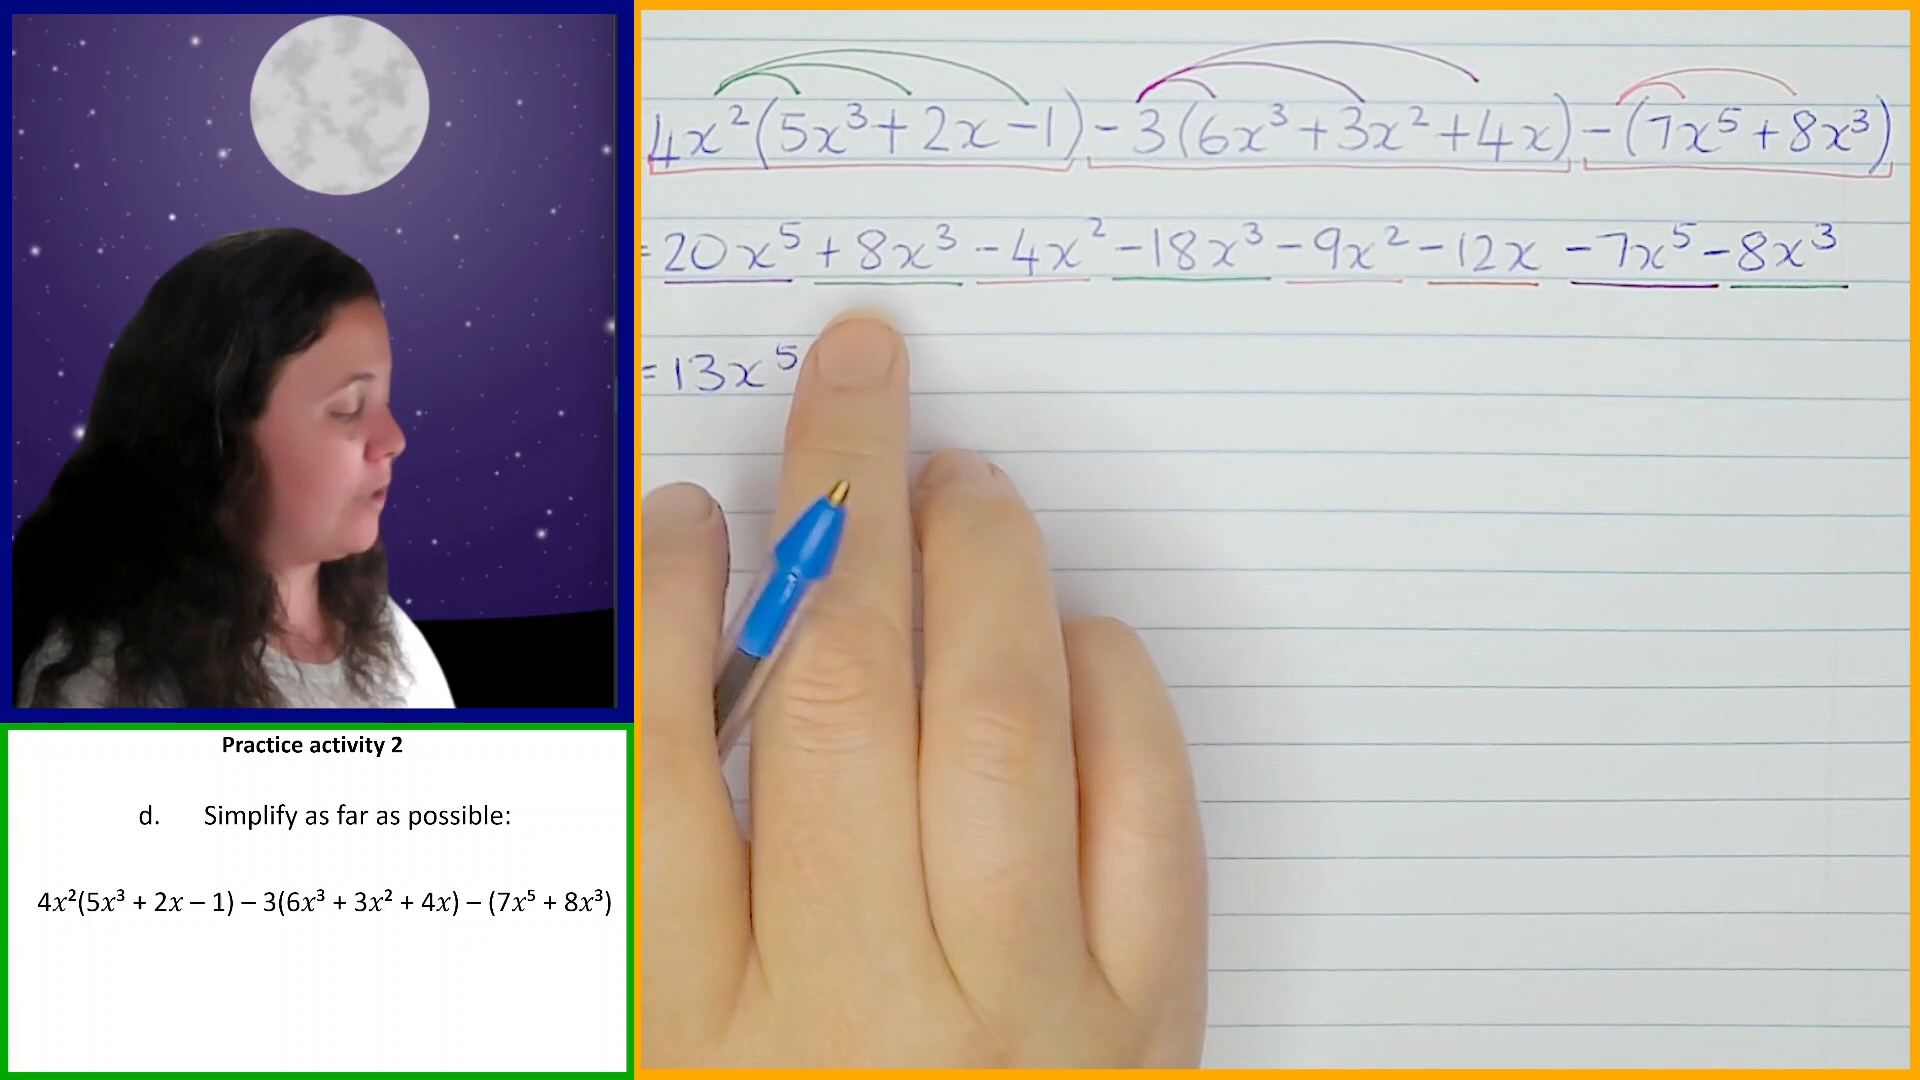 4x²(5x³+2x-1)-3(6x³+3x²+4x)-(7x⁵+8x³)
=20x⁵+8x³-4x²-18x³-9x²-12x-7x⁵-8x³
=13x⁵
Practice activity 2
d. Simplify as far as possible:
4x²(5x³ + 2x – 1) – 3(6x³ + 3x² + 4x) – (7x⁵ + 8x³)